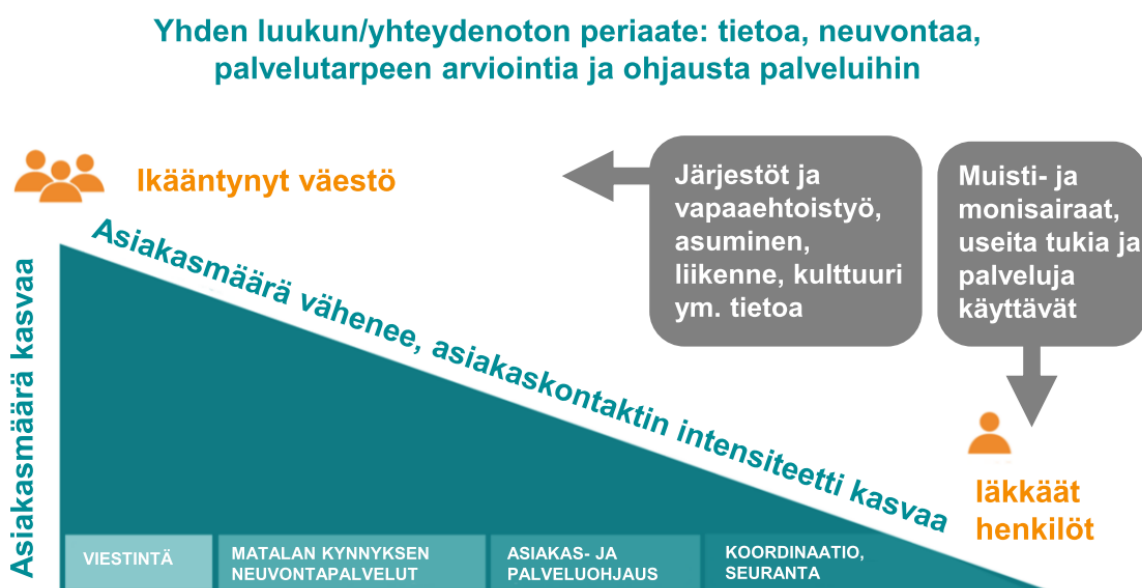 Yhden luukun/yhteydenoton periaate: tietoa, neuvontaa,
palvelutarpeen arviointia ja ohjausta palveluihin
Ikääntynyt väestö
Järjestöt ja
vapaaehtoistyö,
asuminen,
liikenne, kulttuuri
ym. tietoa
Muisti- ja
monisairaat,
useita tukia ja
palveluja
käyttävät
Asiakasmäärä kasvaa
Asiakasmäärä vähenee, asiakaskontaktin intensiteetti kasvaa
Iäkkäät
henkilöt
VIESTINTÄ
MATALAN KYNNYKSEN
NEUVONTAPALVELUT
ASIAKAS- JA
PALVELUOHJAUS
KOORDINAATIO,
SEURANTA